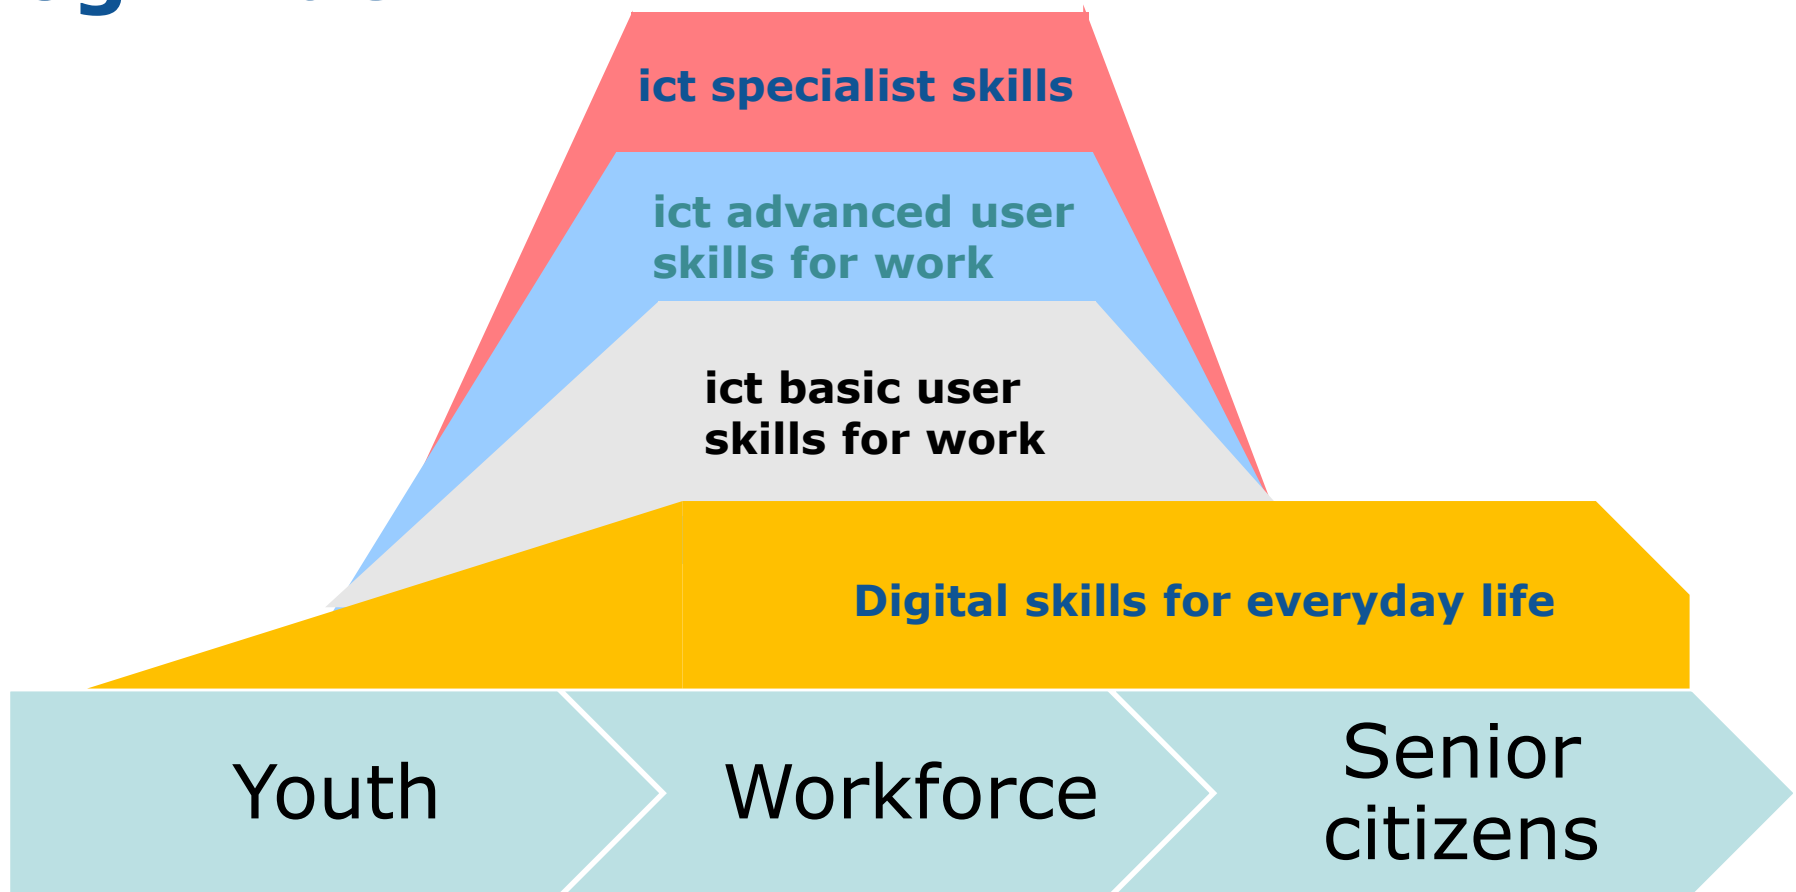 ict specialist skills
ict advanced user
skills for work
ict basic user
skills for work
Digital skills for everyday life
Youth
Workforce
Senior
citizens